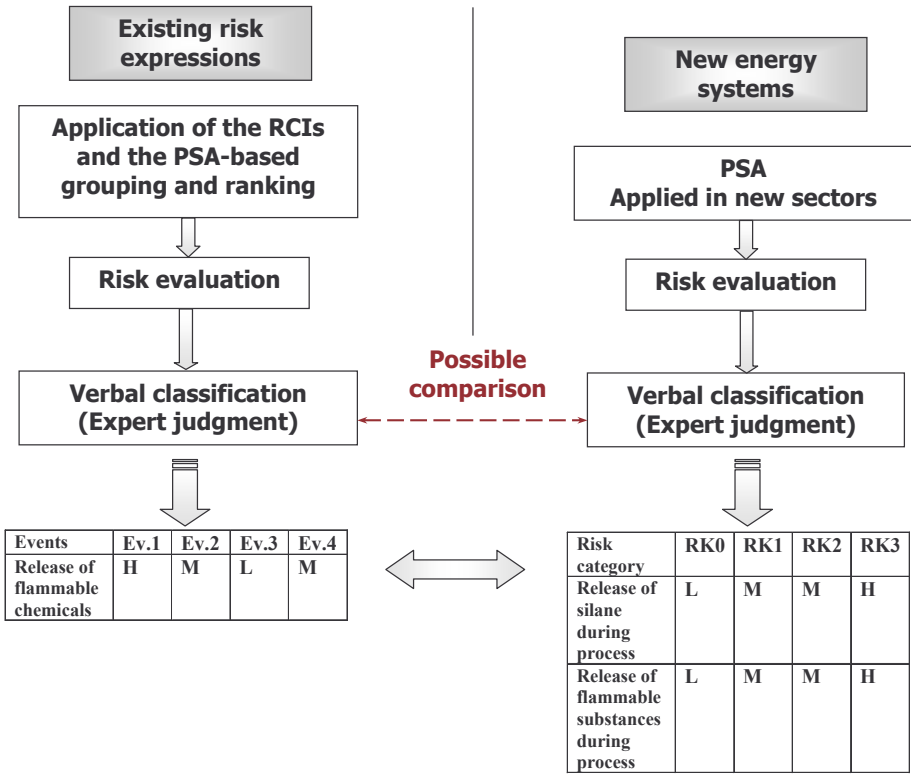 Existing risk
expressions
Application of the RCIs
and the PSA-based
grouping and ranking
Risk evaluation
Verbal classification
(Expert judgment)
Events Ev.1 Ev.2 Ev.3 Ev.4
Release of H M L M
flammable
chemicals
Possible
comparison
New energy
systems
PSA
Applied in new sectors
Risk evaluation
Verbal classification
(Expert judgment)
Risk RK0 RK1 RK2 RK3
category
Release of L M M H
silane
during
process
Release of L M M H
flammable
substances
during
process